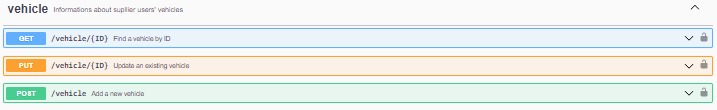 vehicle Informations about supllier users' vehicles
GET /vehicle/{ID} Find a vehicle by ID
PUT /vehicle/{ID} Update an existing vehicle
POST /vehicle Add a new vehicle